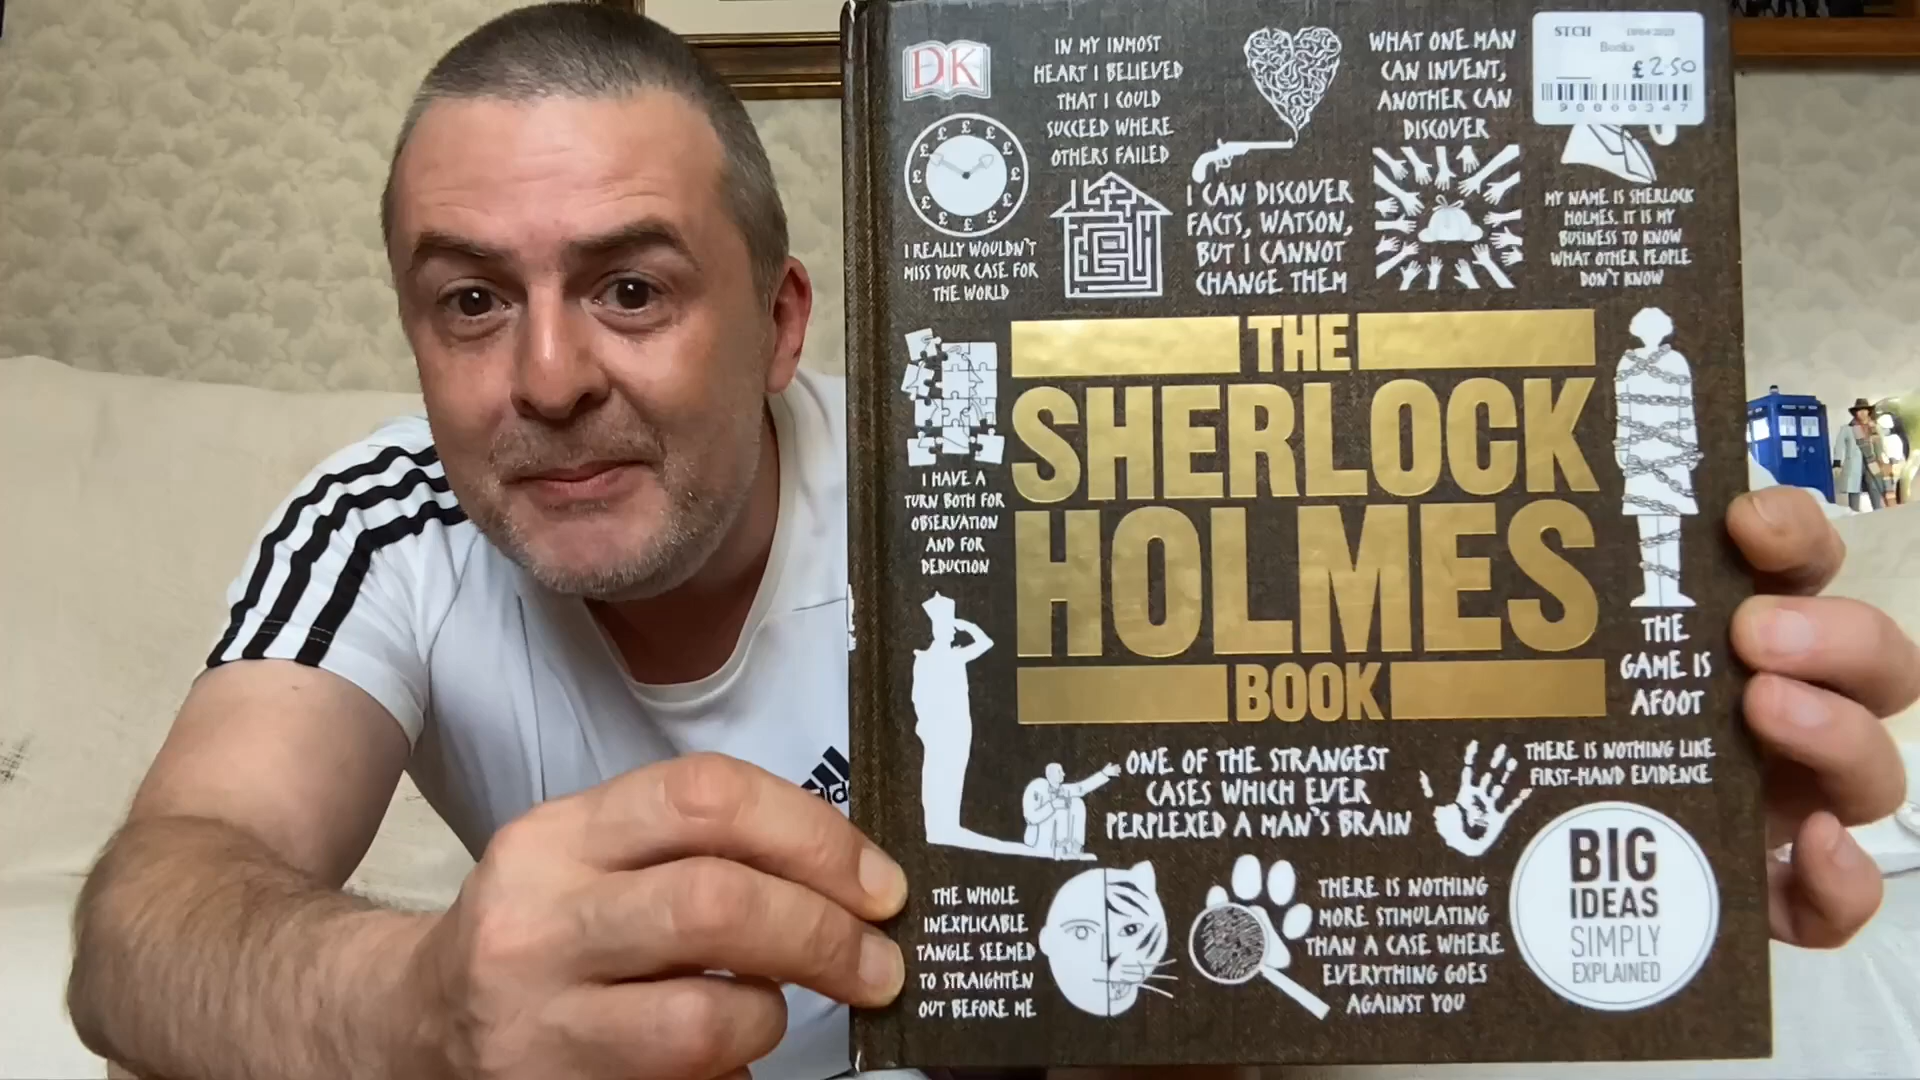 DK
IN MY INMOST
HEART I BELIEVED
THAT I COULD
SUCCEED WHERE
OTHERS FAILED
WHAT ONE MAN
CAN INVENT,
ANOTHER CAN
DISCOVER
STCH
Books
£2.50
90800347
I REALLY WOULDN'T
MISS YOUR CASE FOR
THE WORLD
I CAN DISCOVER
FACTS, WATSON,
BUT I CANNOT
CHANGE THEM
MY NAME IS SHERLOCK
HOLMES. IT IS MY
BUSINESS TO KNOW
WHAT OTHER PEOPLE
DON'T KNOW
THE
SHERLOCK
HOLMES
BOOK
I HAVE A
TURN BOTH FOR
OBSERVATION
AND FOR
DEDUCTION
THE
GAME IS
AFOOT
ONE OF THE STRANGEST
CASES WHICH EVER
PERPLEXED A MAN'S BRAIN
THERE IS NOTHING LIKE
FIRST-HAND EVIDENCE
THE WHOLE
INEXPLICABLE
TANGLE SEEMED
TO STRAIGHTEN
OUT BEFORE ME
THERE IS NOTHING
MORE STIMULATING
THAN A CASE WHERE
EVERYTHING GOES
AGAINST YOU
BIG
IDEAS
SIMPLY
EXPLAINED